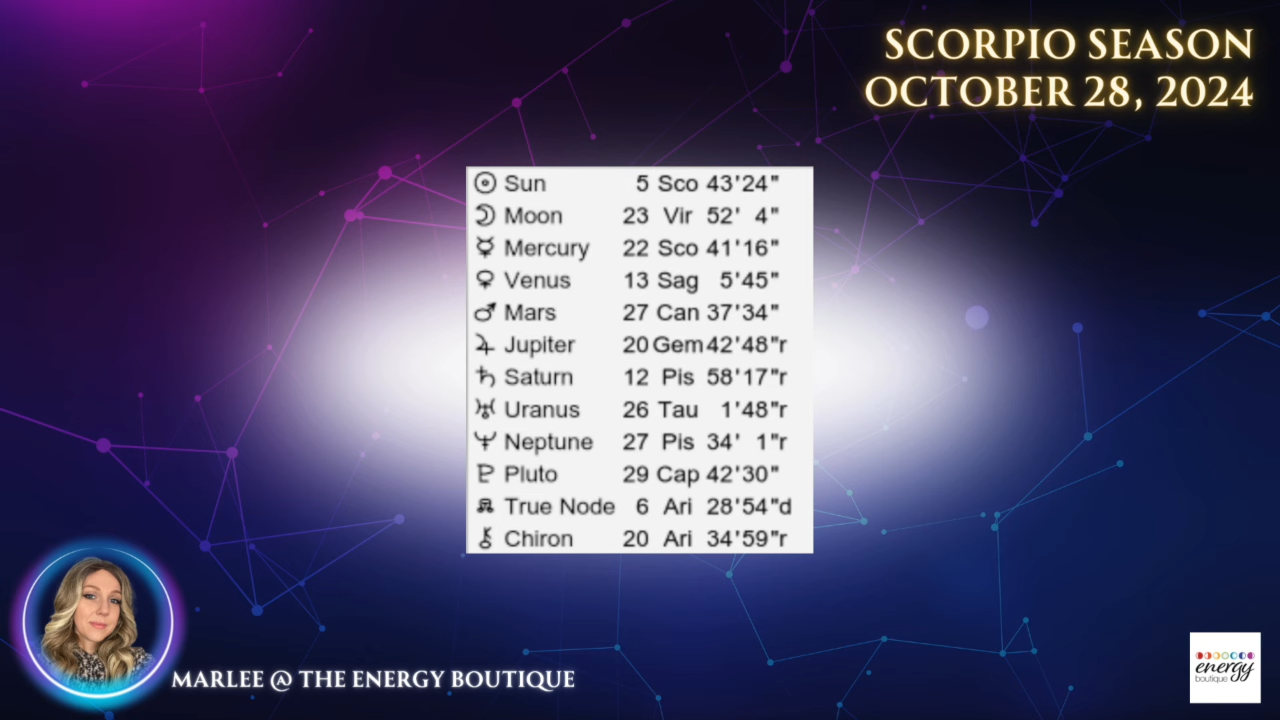 SCORPIO SEASON
OCTOBER 28, 2024
Sun 5 Sco 43'24"
Moon 23 Vir 52' 4"
Mercury 22 Sco 41'16"
Venus 13 Sag 5'45"
Mars 27 Can 37'34"
Jupiter 20 Gem 42'48"r
Saturn 12 Pis 58'17"r
Uranus 26 Tau 1'48"r
Neptune 27 Pis 34' 1"r
Pluto 29 Cap 42'30"
True Node 6 Ari 28'54"d
Chiron 20 Ari 34'59"r
MARLEE @ THE ENERGY BOUTIQUE
energy
boutique